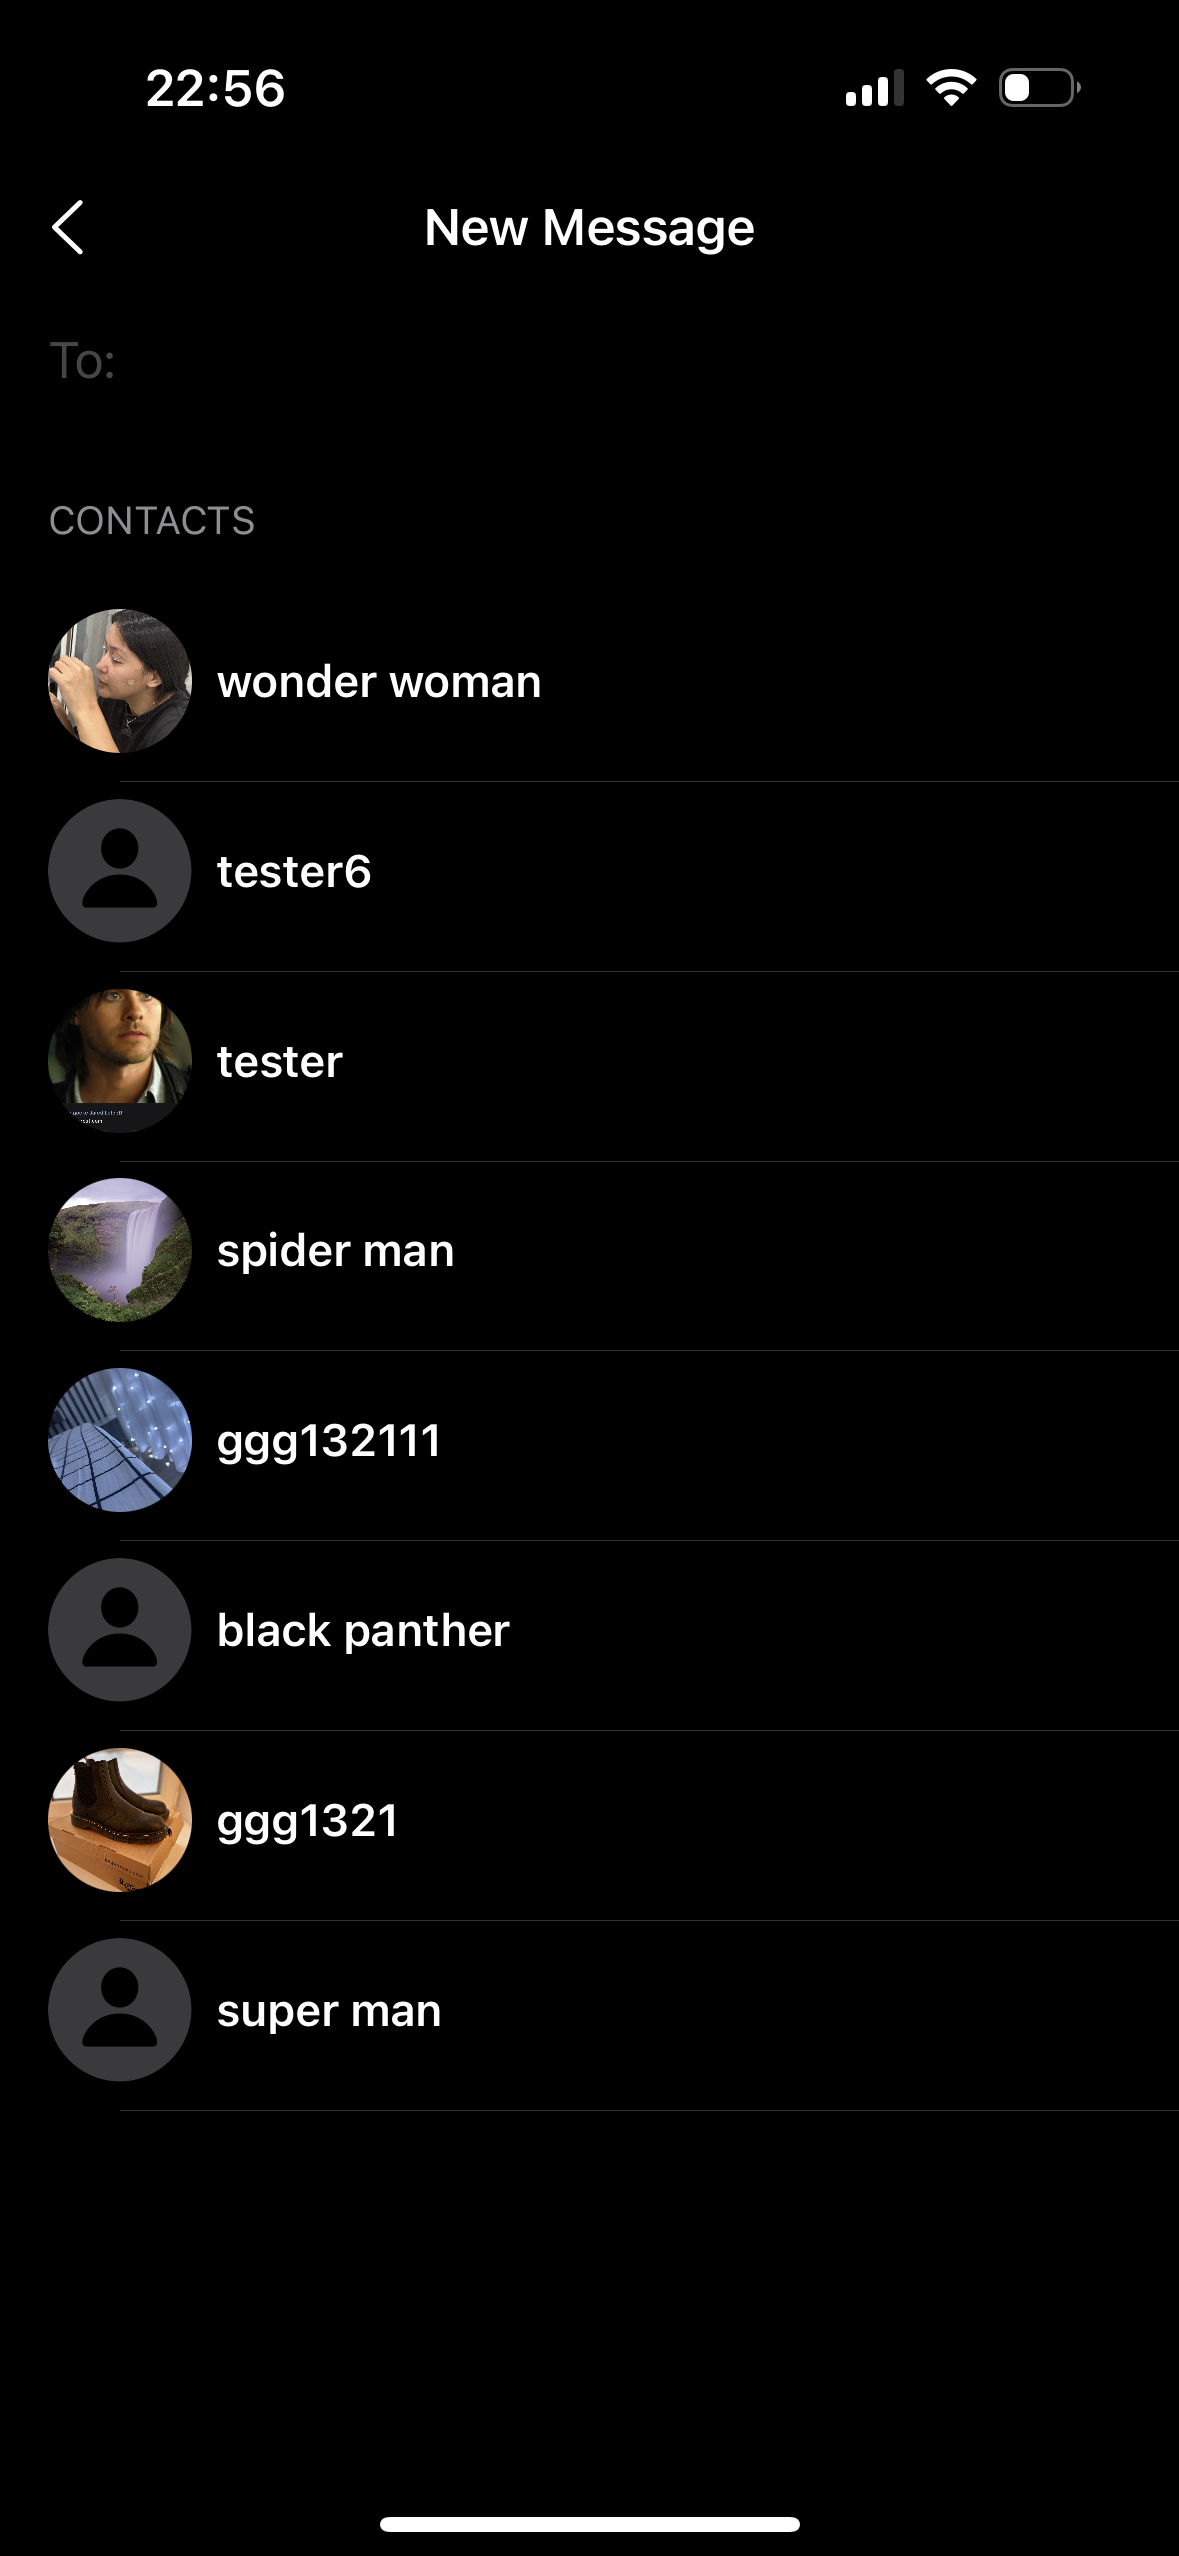 22:56
New Message
To:
CONTACTS
wonder woman
tester6
tester
spider man
ggg132111
black panther
ggg1321
super man